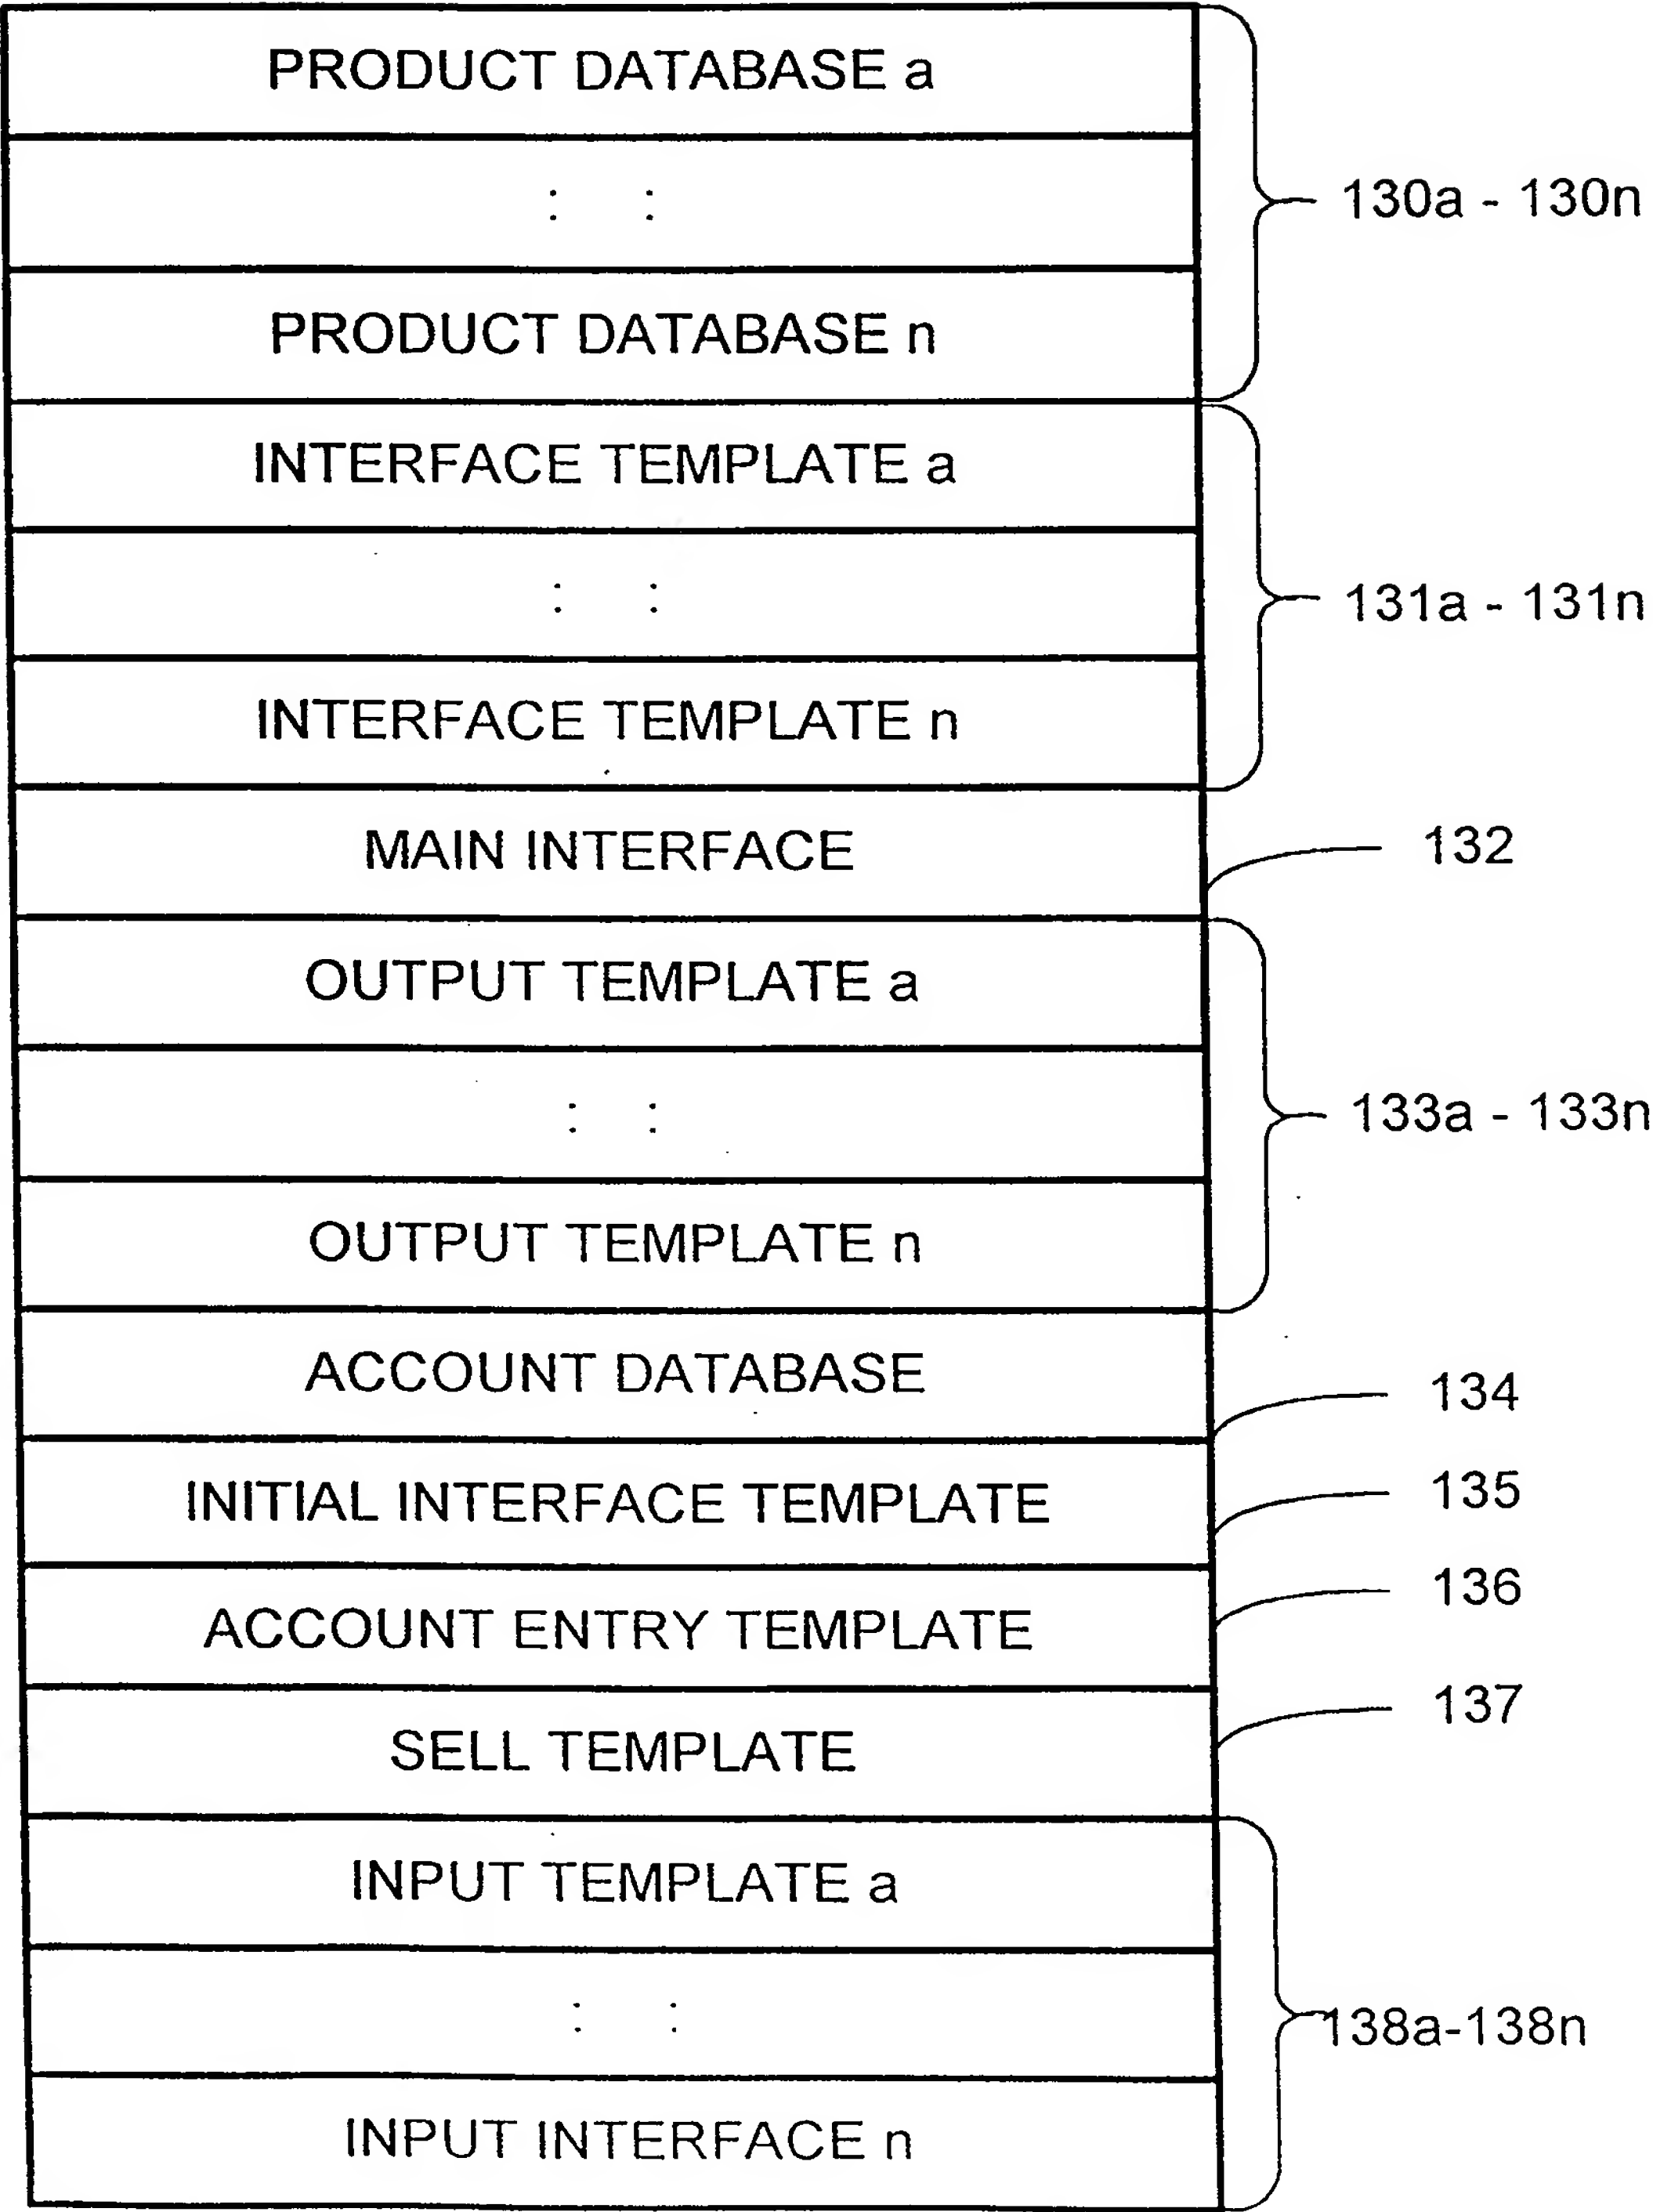 PRODUCT DATABASE a
: :
130a - 130n
PRODUCT DATABASE n
INTERFACE TEMPLATE a
: :
131a - 131n
INTERFACE TEMPLATE n
MAIN INTERFACE
132
OUTPUT TEMPLATE a
: :
133a - 133n
OUTPUT TEMPLATE n
ACCOUNT DATABASE
134
INITIAL INTERFACE TEMPLATE
135
ACCOUNT ENTRY TEMPLATE
136
SELL TEMPLATE
137
INPUT TEMPLATE a
: :
138a-138n
INPUT INTERFACE n